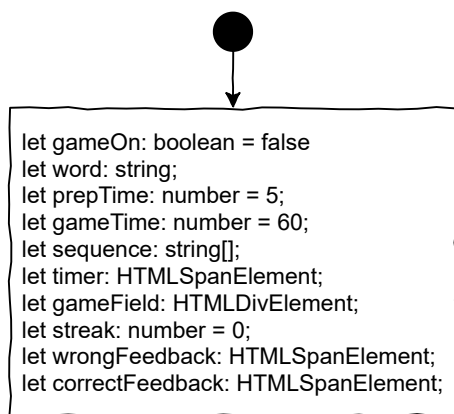 let gameOn: boolean = false
let word: string;
let prepTime: number = 5;
let gameTime: number = 60;
let sequence: string[];
let timer: HTMLSpanElement;
let gameField: HTMLDivElement;
let streak: number = 0;
let wrongFeedback: HTMLSpanElement;
let correctFeedback: HTMLSpanElement;